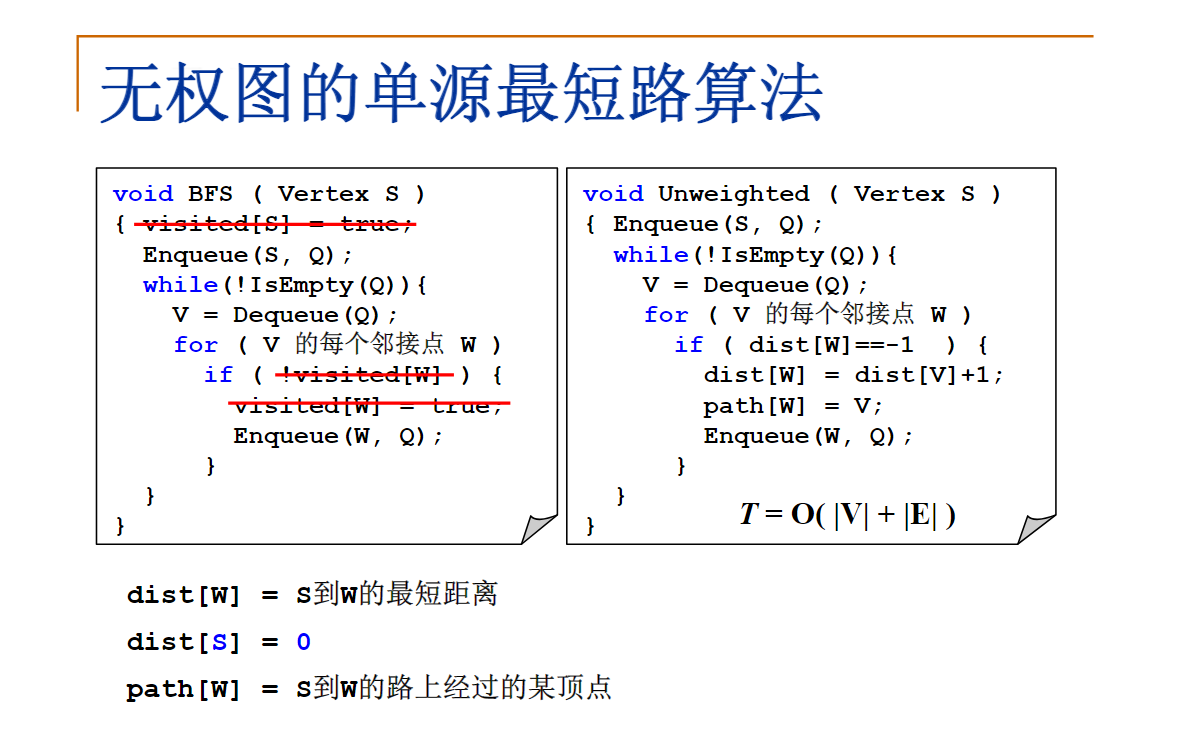 无权图的单源最短路算法
void BFS ( Vertex S )
{ visited[S] = true;
Enqueue(S, Q);
while(!IsEmpty(Q)){
V = Dequeue(Q);
for ( V 的每个邻接点 W )
if ( !visited[W] ) {
visited[W] = true;
Enqueue(W, Q);
}
}
}
void Unweighted ( Vertex S )
{ Enqueue(S, Q);
while(!IsEmpty(Q)){
V = Dequeue(Q);
for ( V 的每个邻接点 W )
if ( dist[W]==-1 ) {
dist[W] = dist[V]+1;
path[W] = V;
Enqueue(W, Q);
}
}
}
T = O( |V| + |E| )
dist[W] = S到W的最短距离
dist[S] = 0
path[W] = S到W的路上经过的某顶点